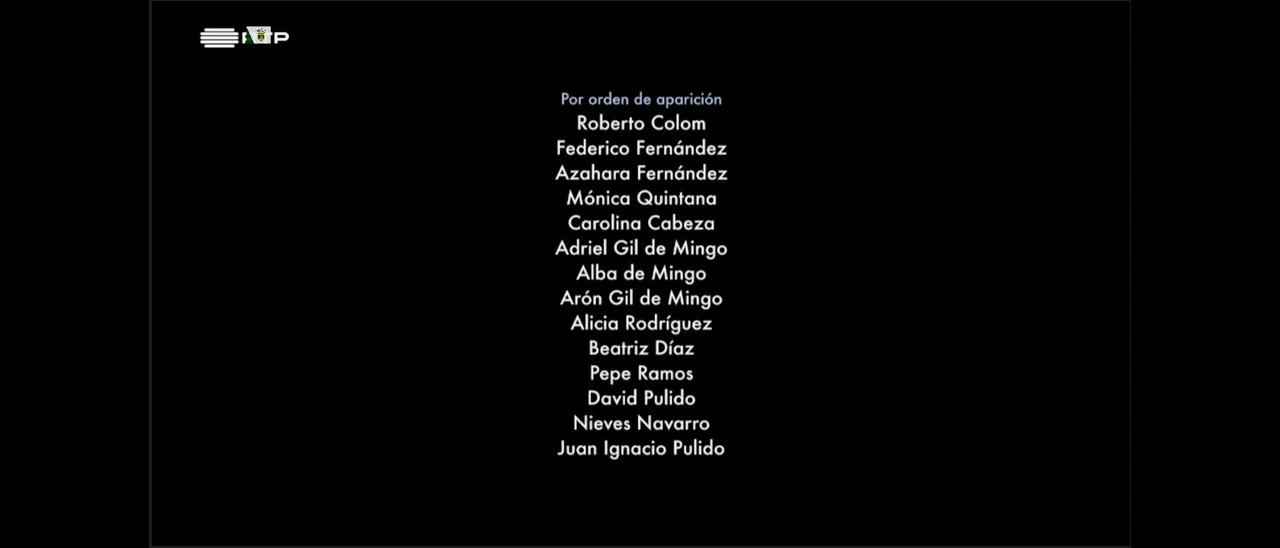 RTP
Por orden de aparición
Roberto Colom
Federico Fernández
Azahara Fernández
Mónica Quintana
Carolina Cabeza
Adriel Gil de Mingo
Alba de Mingo
Arón Gil de Mingo
Alicia Rodríguez
Beatriz Díaz
Pepe Ramos
David Pulido
Nieves Navarro
Juan Ignacio Pulido